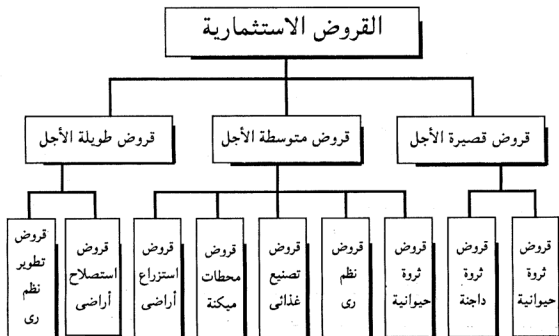 القروض الاستثمارية
قروض قصيرة الأجل
قروض متوسطة الأجل
قروض طويلة الأجل
قروض
ثروة
حيوانية
قروض
ثروة
داجنة
قروض
ثروة
حيوانية
قروض
نظم
رى
قروض
تصنيع
غذائى
قروض
محطات
ميكنة
قروض
استزراع
أراضى
قروض
استصلاح
أراضى
قروض
تطوير
نظم
رى